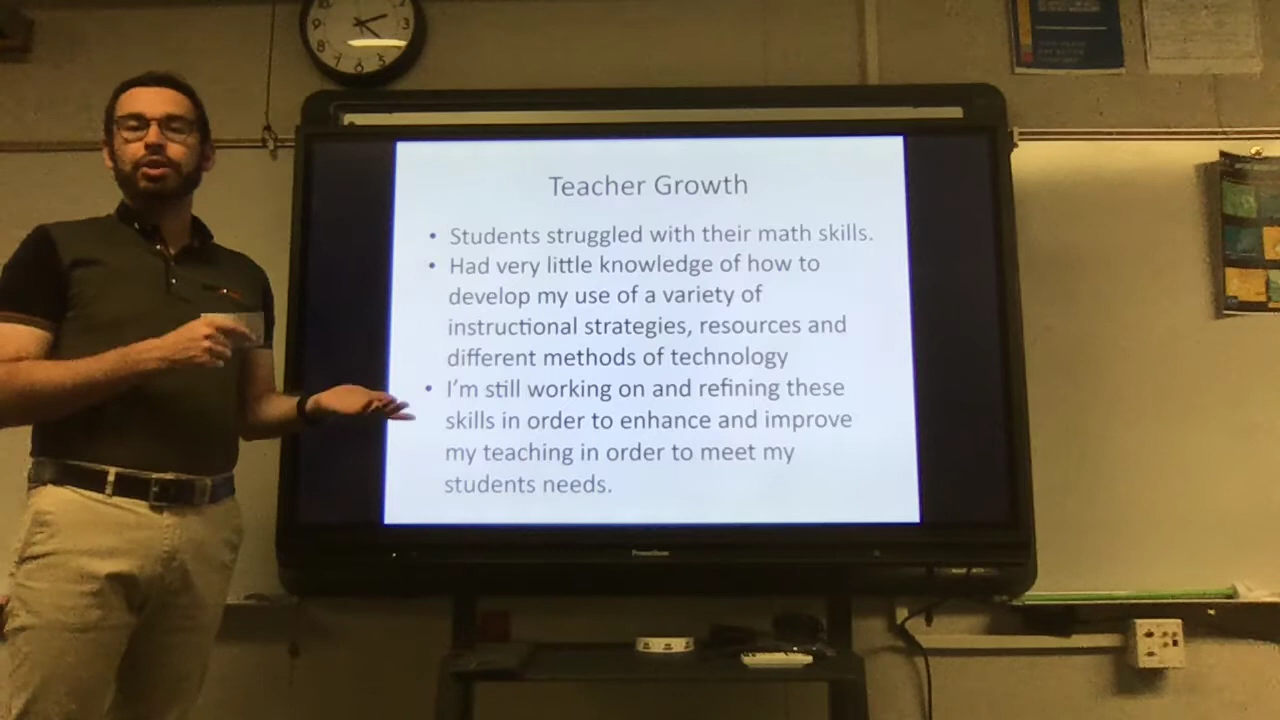 Teacher Growth
• Students struggled with their math skills.
• Had very little knowledge of how to
develop my use of a variety of
instructional strategies, resources and
different methods of technology
• I'm still working on and refining these
skills in order to enhance and improve
my teaching in order to meet my
students needs.
Promethean